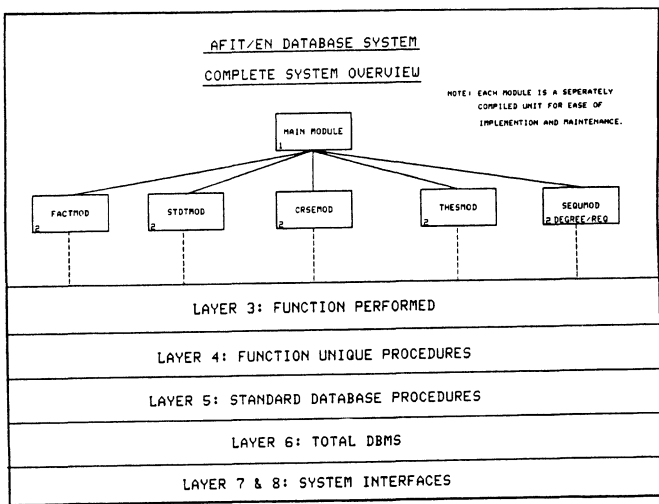 AFIT/EN DATABASE SYSTEM
COMPLETE SYSTEM OVERVIEW
NOTE: EACH MODULE IS A SEPERATELY
COMPILED UNIT FOR EASE OF
IMPLEMENTION AND MAINTENANCE.
MAIN MODULE
1
FACTMOD
2
STDTMOD
2
CRSEMOD
2
THESMOD
2
SEQUMOD
2 DEGREE/REQ
LAYER 3: FUNCTION PERFORMED
LAYER 4: FUNCTION UNIQUE PROCEDURES
LAYER 5: STANDARD DATABASE PROCEDURES
LAYER 6: TOTAL DBMS
LAYER 7 & 8: SYSTEM INTERFACES